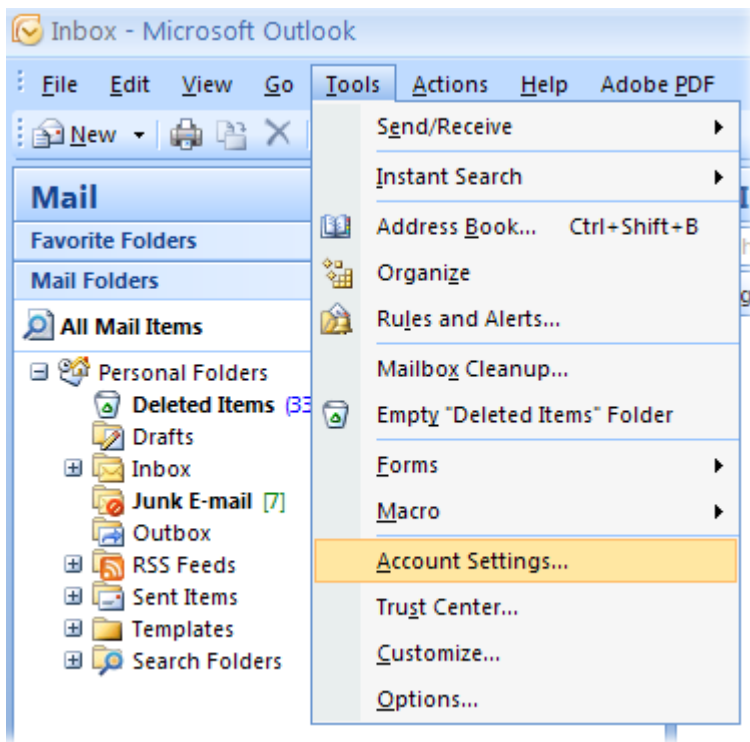 Inbox - Microsoft Outlook
File Edit View Go Tools Actions Help Adobe PDF
New
Send/Receive
Instant Search
Address Book... Ctrl+Shift+B
Organize
Rules and Alerts...
Mailbox Cleanup...
Empty "Deleted Items" Folder
Forms
Macro
Account Settings...
Trust Center...
Customize...
Options...
Mail
Favorite Folders
Mail Folders
All Mail Items
Personal Folders
Deleted Items (33
Drafts
Inbox
Junk E-mail [7]
Outbox
RSS Feeds
Sent Items
Templates
Search Folders